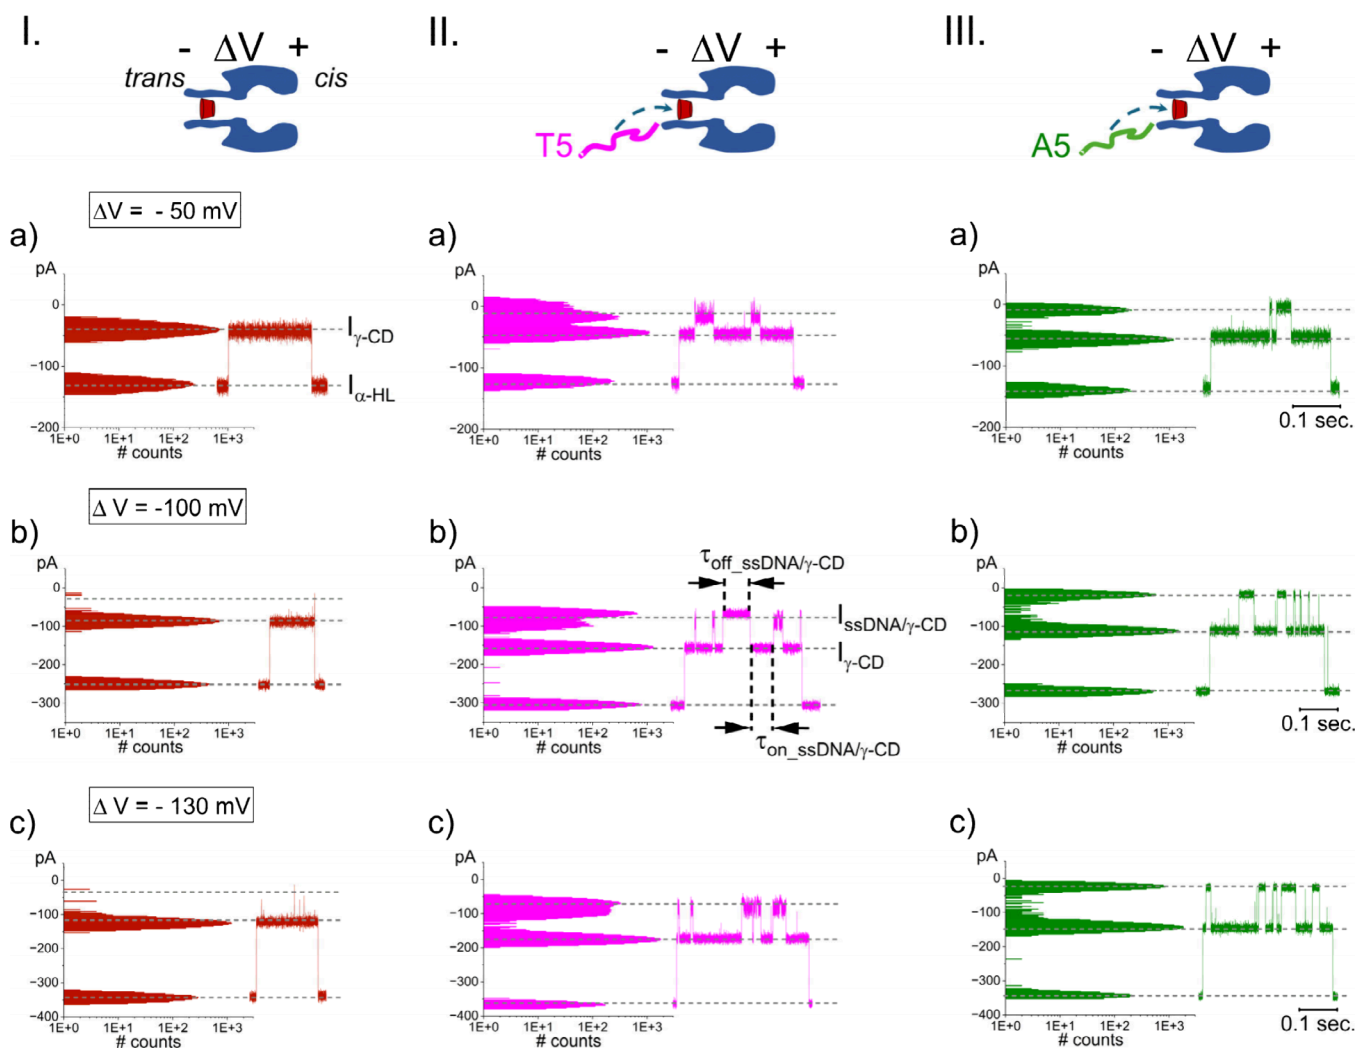 I.
- ΔV +
trans
cis
II.
- ΔV +
T5
III.
- ΔV +
A5
ΔV = - 50 mV
a)
pA
0
−100
−200
1E+0 1E+1 1E+2 1E+3
# counts
Iγ-CD
Iα-HL
a)
pA
0
−100
−200
1E+0 1E+1 1E+2 1E+3
# counts
a)
pA
0
−100
−200
1E+0 1E+1 1E+2 1E+3
# counts
0.1 sec.
Δ V = -100 mV
b)
pA
0
−100
−200
−300
1E+0 1E+1 1E+2 1E+3
# counts
b)
pA
0
−100
−200
−300
1E+0 1E+1 1E+2 1E+3
# counts
τoff_ssDNA/γ-CD
IssDNA/γ-CD
Iγ-CD
τon_ssDNA/γ-CD
b)
pA
0
−100
−200
−300
1E+0 1E+1 1E+2 1E+3
# counts
0.1 sec.
Δ V = - 130 mV
c)
pA
0
−100
−200
−300
−400
1E+0 1E+1 1E+2 1E+3
# counts
c)
pA
0
−100
−200
−300
−400
1E+0 1E+1 1E+2 1E+3
# counts
c)
pA
0
−100
−200
−300
−400
1E+0 1E+1 1E+2 1E+3
# counts
0.1 sec.